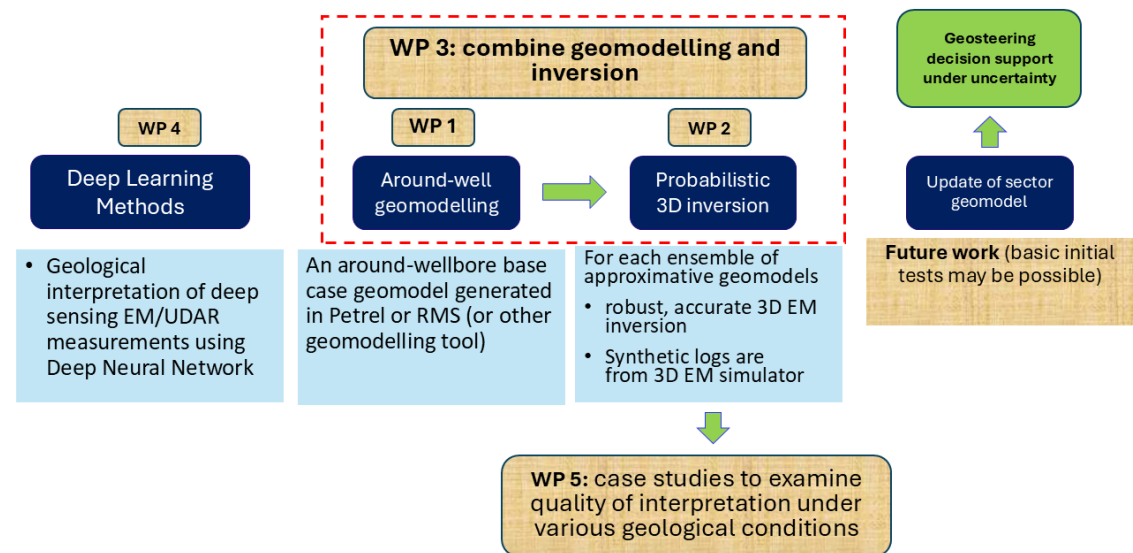 WP 3: combine geomodelling and
inversion
Geosteering
decision support
under uncertainty
WP 4
WP 1
WP 2
Deep Learning
Methods
Around-well
geomodelling
Probabilistic
3D inversion
Update of sector
geomodel
• Geological
interpretation of deep
sensing EM/UDAR
measurements using
Deep Neural Network
An around-wellbore base
case geomodel generated
in Petrel or RMS (or other
geomodelling tool)
For each ensemble of
approximative geomodels
• robust, accurate 3D EM
inversion
• Synthetic logs are
from 3D EM simulator
Future work (basic initial
tests may be possible)
WP 5: case studies to examine
quality of interpretation under
various geological conditions